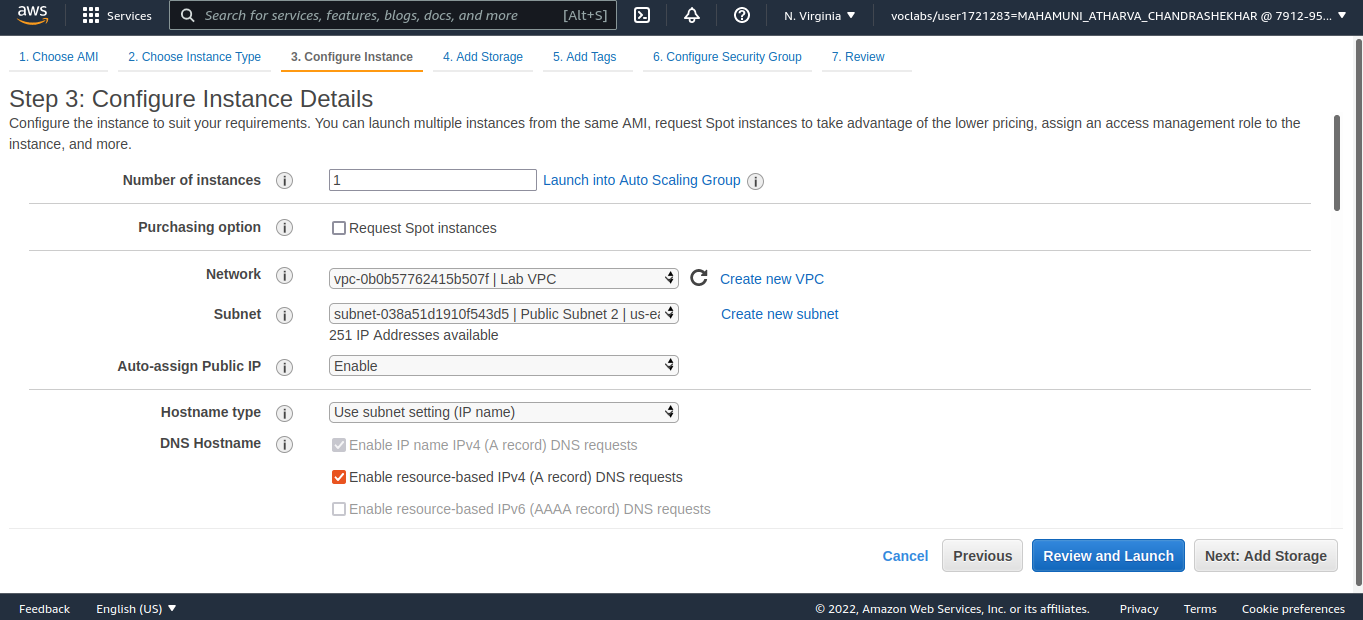 aws Services Search for services, features, blogs, docs, and more [Alt+S] N. Virginia voclabs/user1721283=MAHAMUNI_ATHARVA_CHANDRASHEKHAR @ 7912-95...
1. Choose AMI 2. Choose Instance Type 3. Configure Instance 4. Add Storage 5. Add Tags 6. Configure Security Group 7. Review
Step 3: Configure Instance Details
Configure the instance to suit your requirements. You can launch multiple instances from the same AMI, request Spot instances to take advantage of the lower pricing, assign an access management role to the
instance, and more.
Number of instances 1 Launch into Auto Scaling Group
Purchasing option Request Spot instances
Network vpc-0b0b57762415b507f | Lab VPC Create new VPC
Subnet subnet-038a51d1910f543d5 | Public Subnet 2 | us-ea Create new subnet
251 IP Addresses available
Auto-assign Public IP Enable
Hostname type Use subnet setting (IP name)
DNS Hostname Enable IP name IPv4 (A record) DNS requests
Enable resource-based IPv4 (A record) DNS requests
Enable resource-based IPv6 (AAAA record) DNS requests
Cancel Previous Review and Launch Next: Add Storage
Feedback English (US) © 2022, Amazon Web Services, Inc. or its affiliates. Privacy Terms Cookie preferences